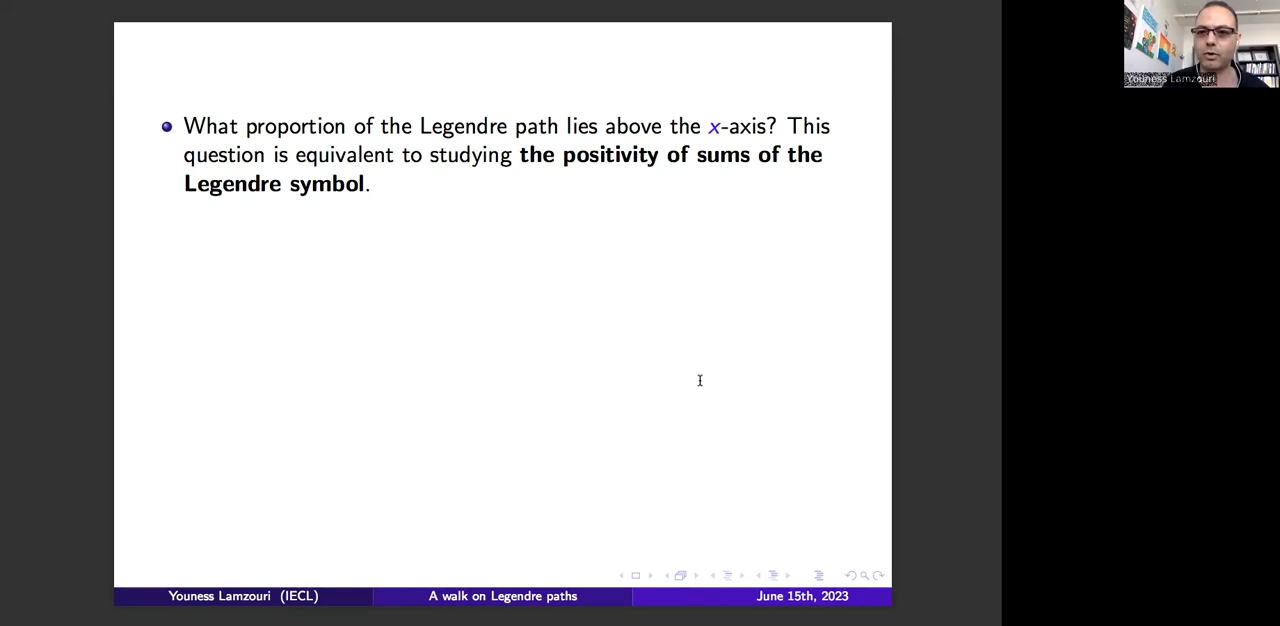 Youness Lamzouri
• What proportion of the Legendre path lies above the x-axis? This
question is equivalent to studying the positivity of sums of the
Legendre symbol.
Youness Lamzouri (IECL)
A walk on Legendre paths
June 15th, 2023